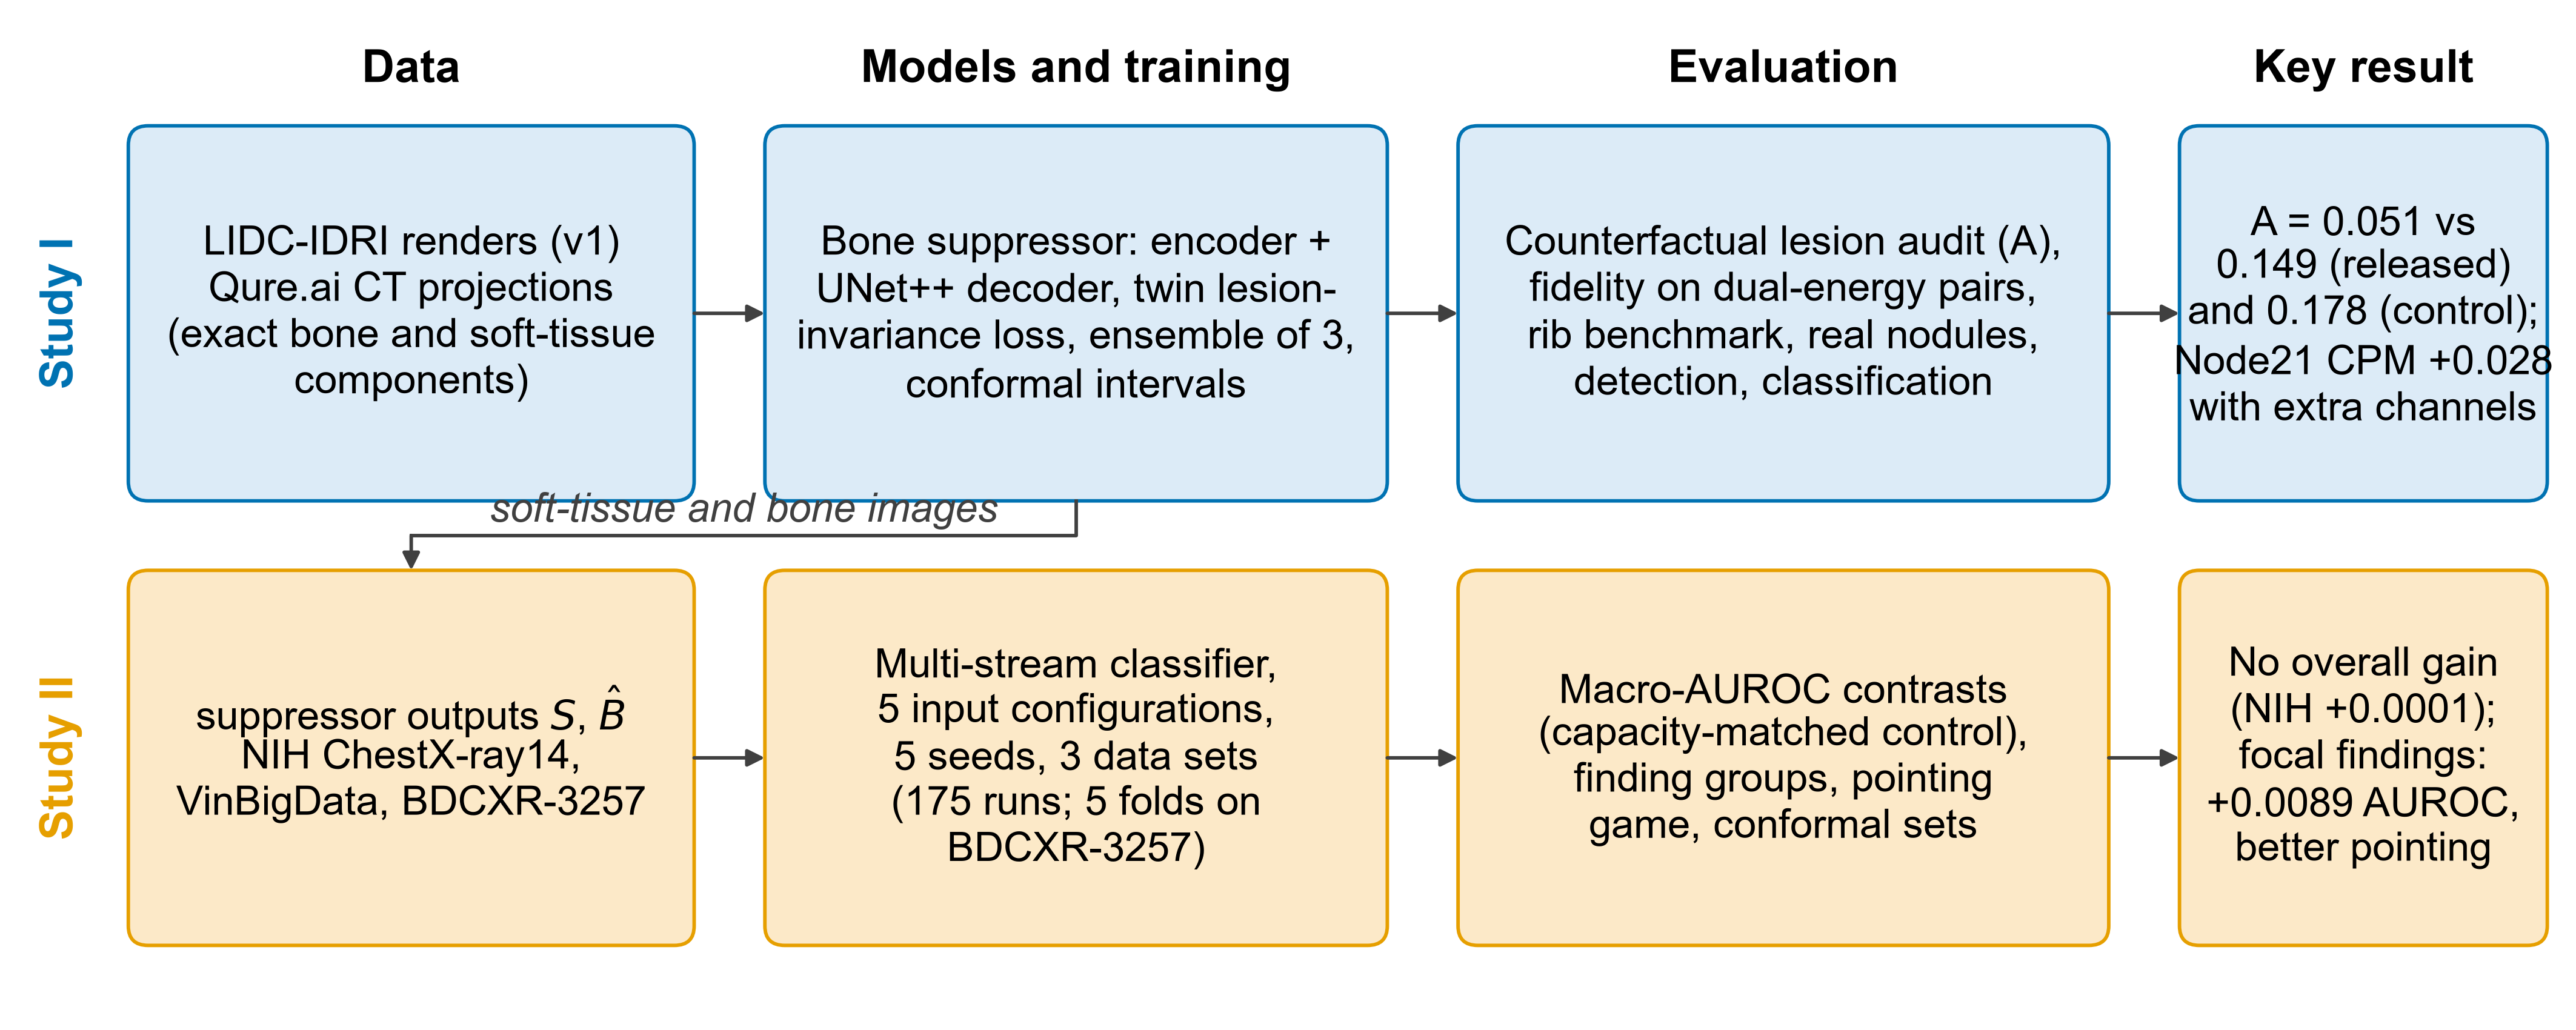 Data
Models and training
Evaluation
Key result
Study I
LIDC-IDRI renders (v1)
Qure.ai CT projections
(exact bone and soft-tissue
components)
Bone suppressor: encoder +
UNet++ decoder, twin lesion-
invariance loss, ensemble of 3,
conformal intervals
Counterfactual lesion audit (A),
fidelity on dual-energy pairs,
rib benchmark, real nodules,
detection, classification
A = 0.051 vs
0.149 (released)
and 0.178 (control);
Node21 CPM +0.028
with extra channels
soft-tissue and bone images
Study II
suppressor outputs S, B̂
NIH ChestX-ray14,
VinBigData, BDCXR-3257
Multi-stream classifier,
5 input configurations,
5 seeds, 3 data sets
(175 runs; 5 folds on
BDCXR-3257)
Macro-AUROC contrasts
(capacity-matched control),
finding groups, pointing
game, conformal sets
No overall gain
(NIH +0.0001);
focal findings:
+0.0089 AUROC,
better pointing